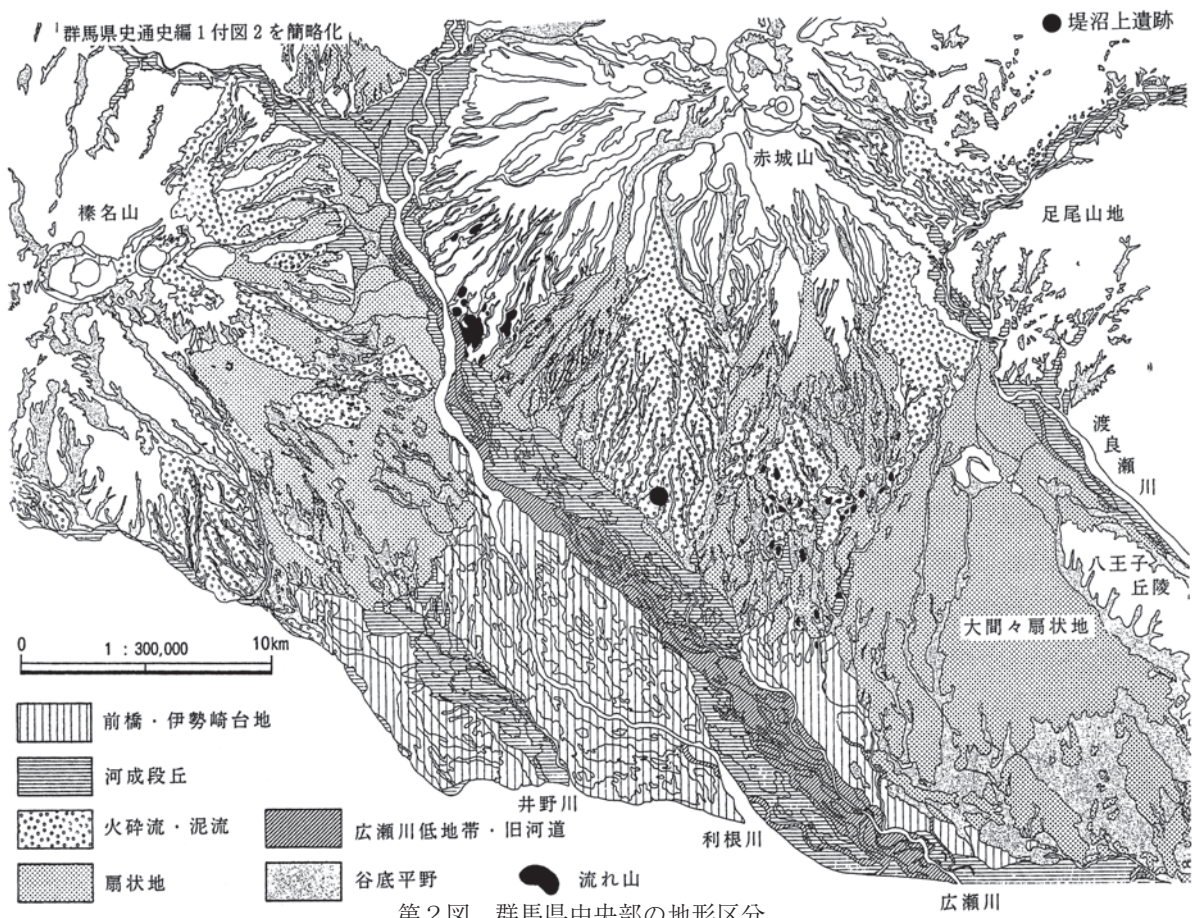 群馬県史通史編1付図2を簡略化
堤沼上遺跡
赤城山
榛名山
足尾山地
渡良瀬川
八王子
丘陵
大間々扇状地
0 1:300,000 10km
前橋・伊勢崎台地
河成段丘
火砕流・泥流
扇状地
広瀬川低地帯・旧河道
谷底平野
流れ山
井野川
利根川
広瀬川
第2図 群馬県中央部の地形区分